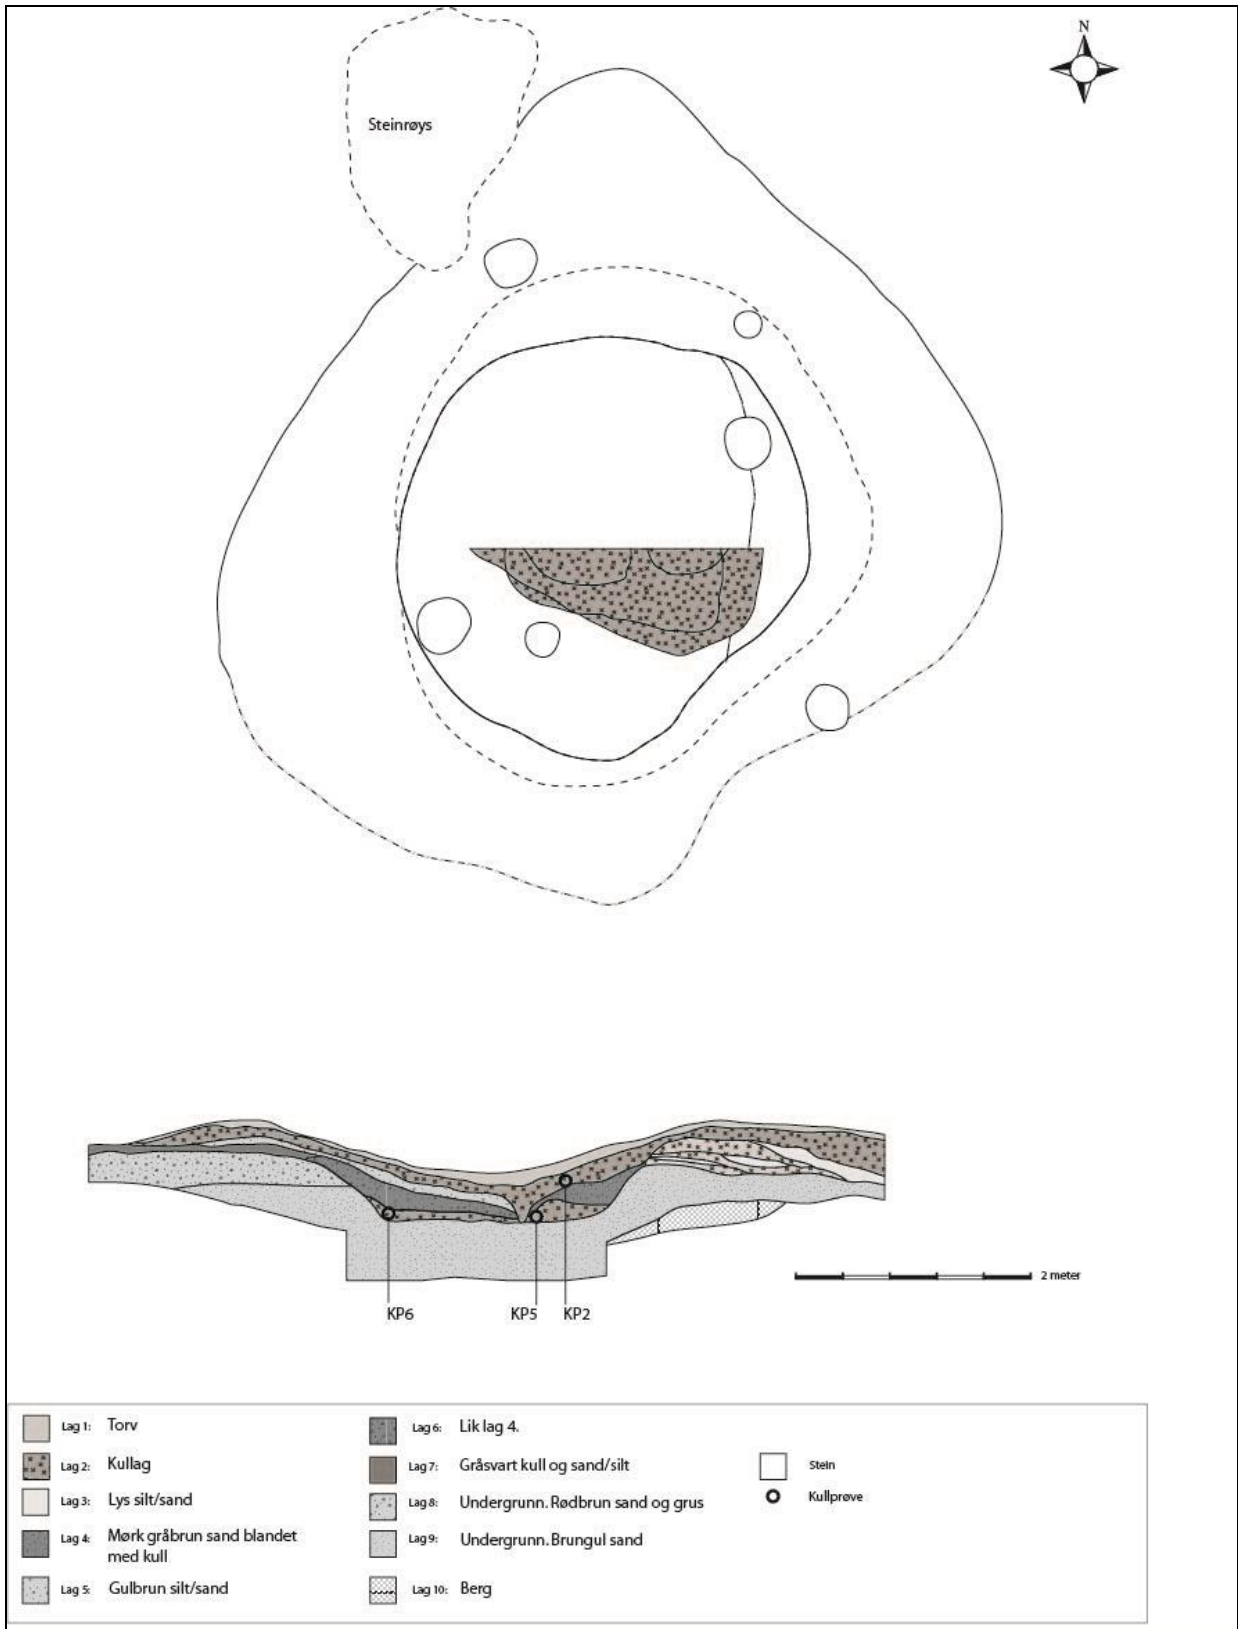 N
Steinrøys
2 meter
KP6
KP5
KP2
Lag 1: Torv
Lag 2: Kullag
Lag 3: Lys silt/sand
Lag 4: Mørk gråbrun sand blandet
med kull
Lag 5: Gulbrun silt/sand
Lag 6: Lik lag 4.
Lag 7: Gråsvart kull og sand/silt
Lag 8: Undergrunn. Rødbrun sand og grus
Lag 9: Undergrunn. Brungul sand
Lag 10: Berg
Stein
Kullprøve